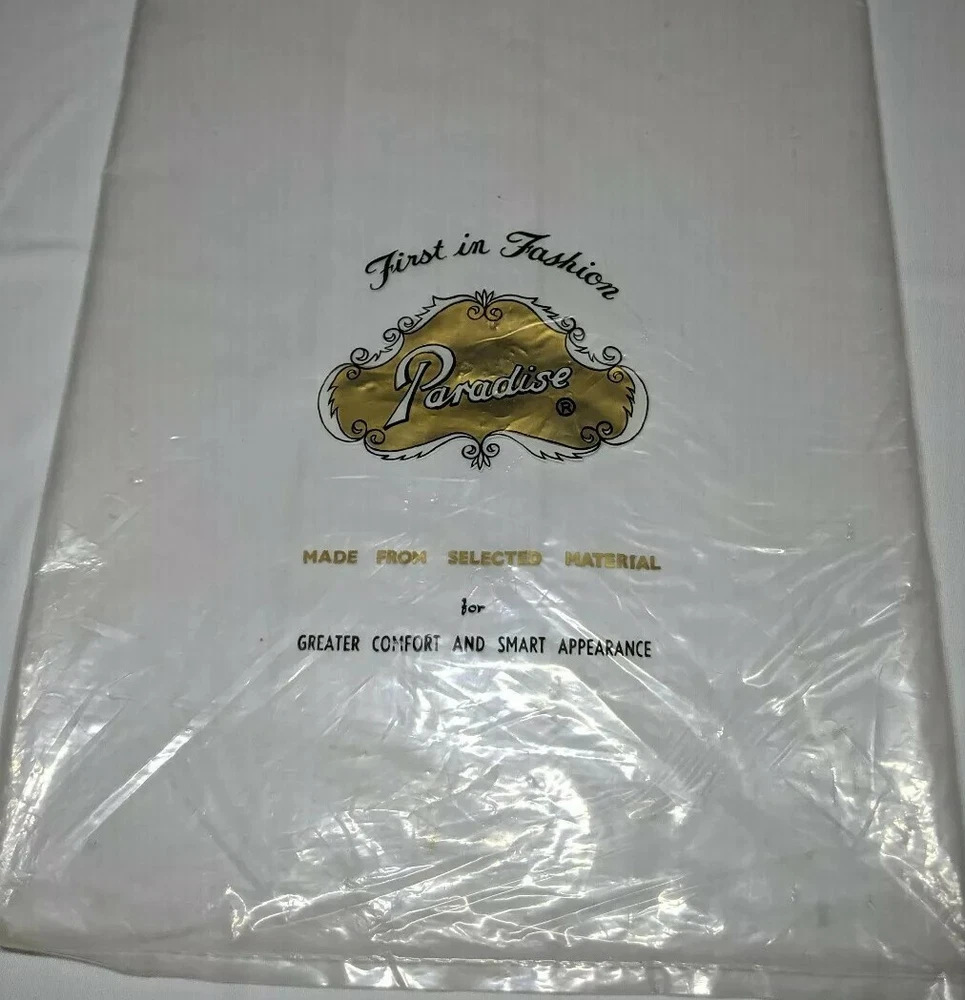 First in Fashion
Paradise ®
MADE FROM SELECTED MATERIAL
for
GREATER COMFORT AND SMART APPEARANCE